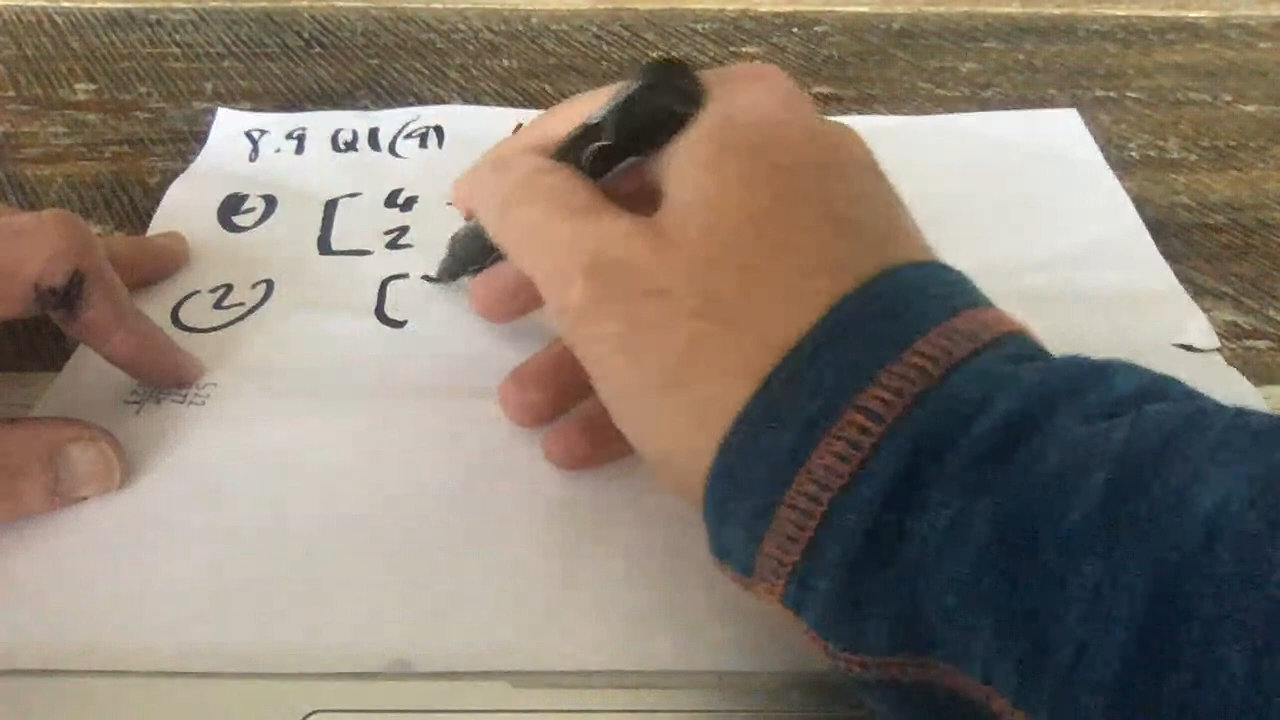 8.9 Q1(a)
① [ 4
2
② [